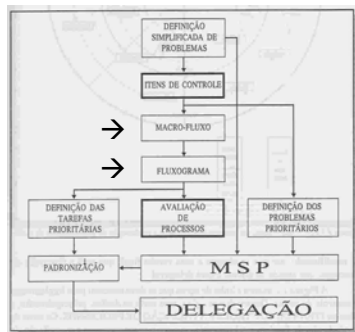 DEFINIÇÃO
SIMPLIFICADA DE
PROBLEMAS
ITENS DE CONTROLE
MACRO-FLUXO
FLUXOGRAMA
DEFINIÇÃO DAS
TAREFAS
PRIORITÁRIAS
AVALIAÇÃO
DE
PROCESSOS
DEFINIÇÃO DOS
PROBLEMAS
PRIORITÁRIOS
PADRONIZAÇÃO
M S P
DELEGAÇÃO